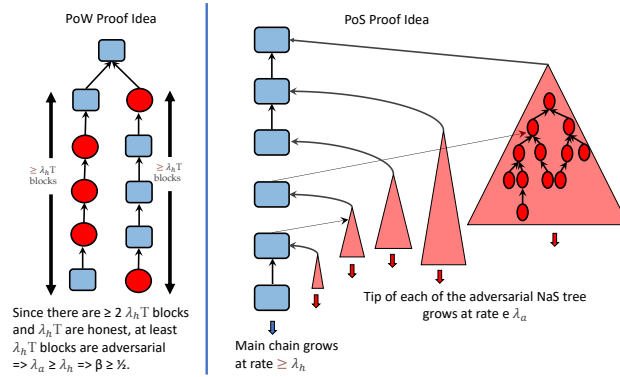 PoW Proof Idea
≥ λₕT
blocks
≥ λₕT
blocks
Since there are ≥ 2 λₕT blocks
and λₕT are honest, at least
λₕT blocks are adversarial
=> λₐ ≥ λₕ => β ≥ ½.
PoS Proof Idea
Tip of each of the adversarial NaS tree
grows at rate e λₐ
Main chain grows
at rate ≥ λₕ